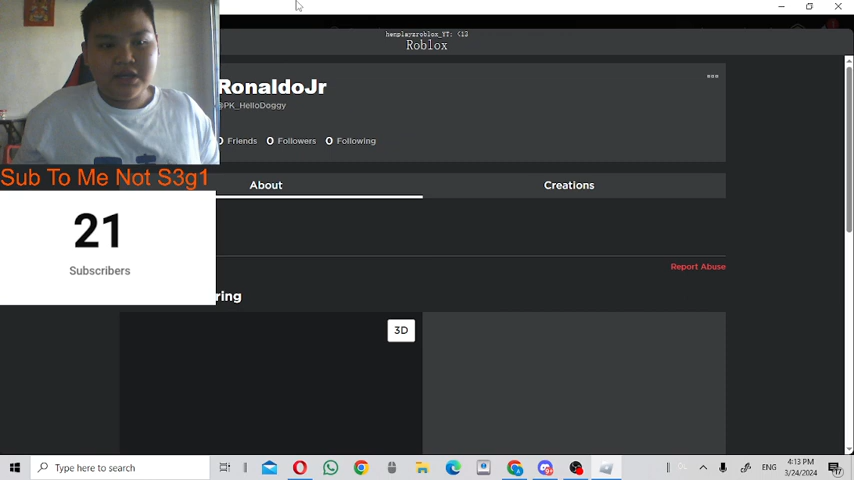 henplayzroblox_YT: (13
Roblox
RonaldoJr
@PK_HelloDoggy
0 Friends 0 Followers 0 Following
Sub To Me Not S3g1
About
Creations
21
Subscribers
Report Abuse
ring
3D
Type here to search
ENG
4:13 PM
3/24/2024